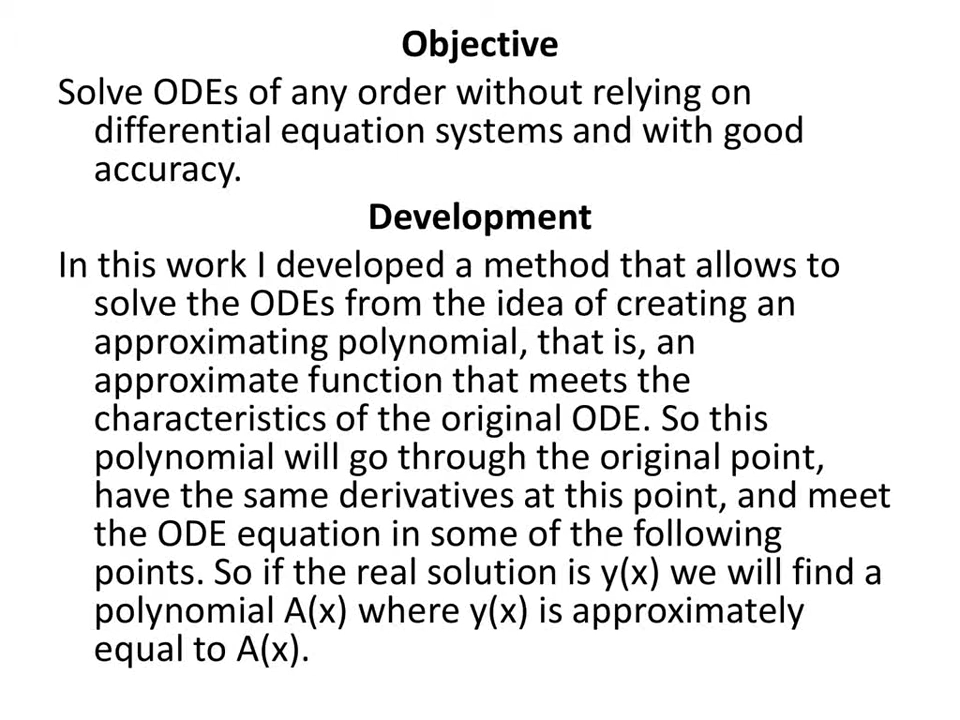 Objective
Solve ODEs of any order without relying on
differential equation systems and with good
accuracy.
Development
In this work I developed a method that allows to
solve the ODEs from the idea of creating an
approximating polynomial, that is, an
approximate function that meets the
characteristics of the original ODE. So this
polynomial will go through the original point,
have the same derivatives at this point, and meet
the ODE equation in some of the following
points. So if the real solution is y(x) we will find a
polynomial A(x) where y(x) is approximately
equal to A(x).